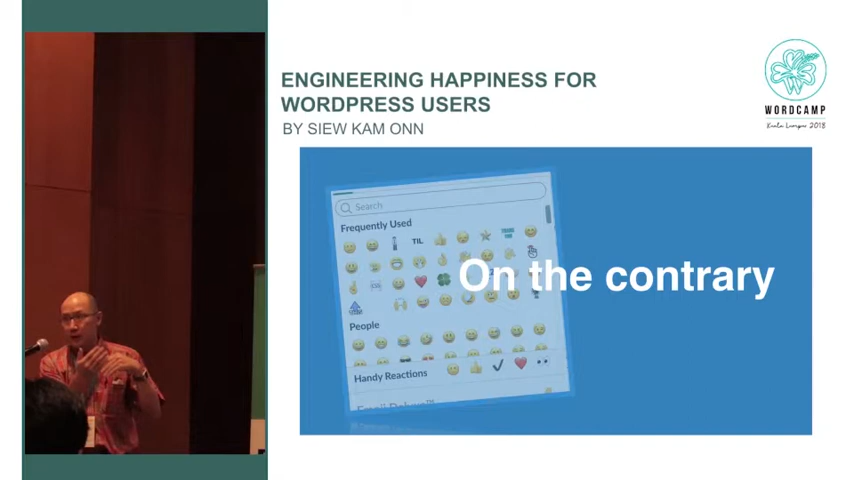 ENGINEERING HAPPINESS FOR
WORDPRESS USERS
BY SIEW KAM ONN
WORDCAMP
Kuala Lumpur 2018
Search
Frequently Used
TIL
On the contrary
People
Handy Reactions